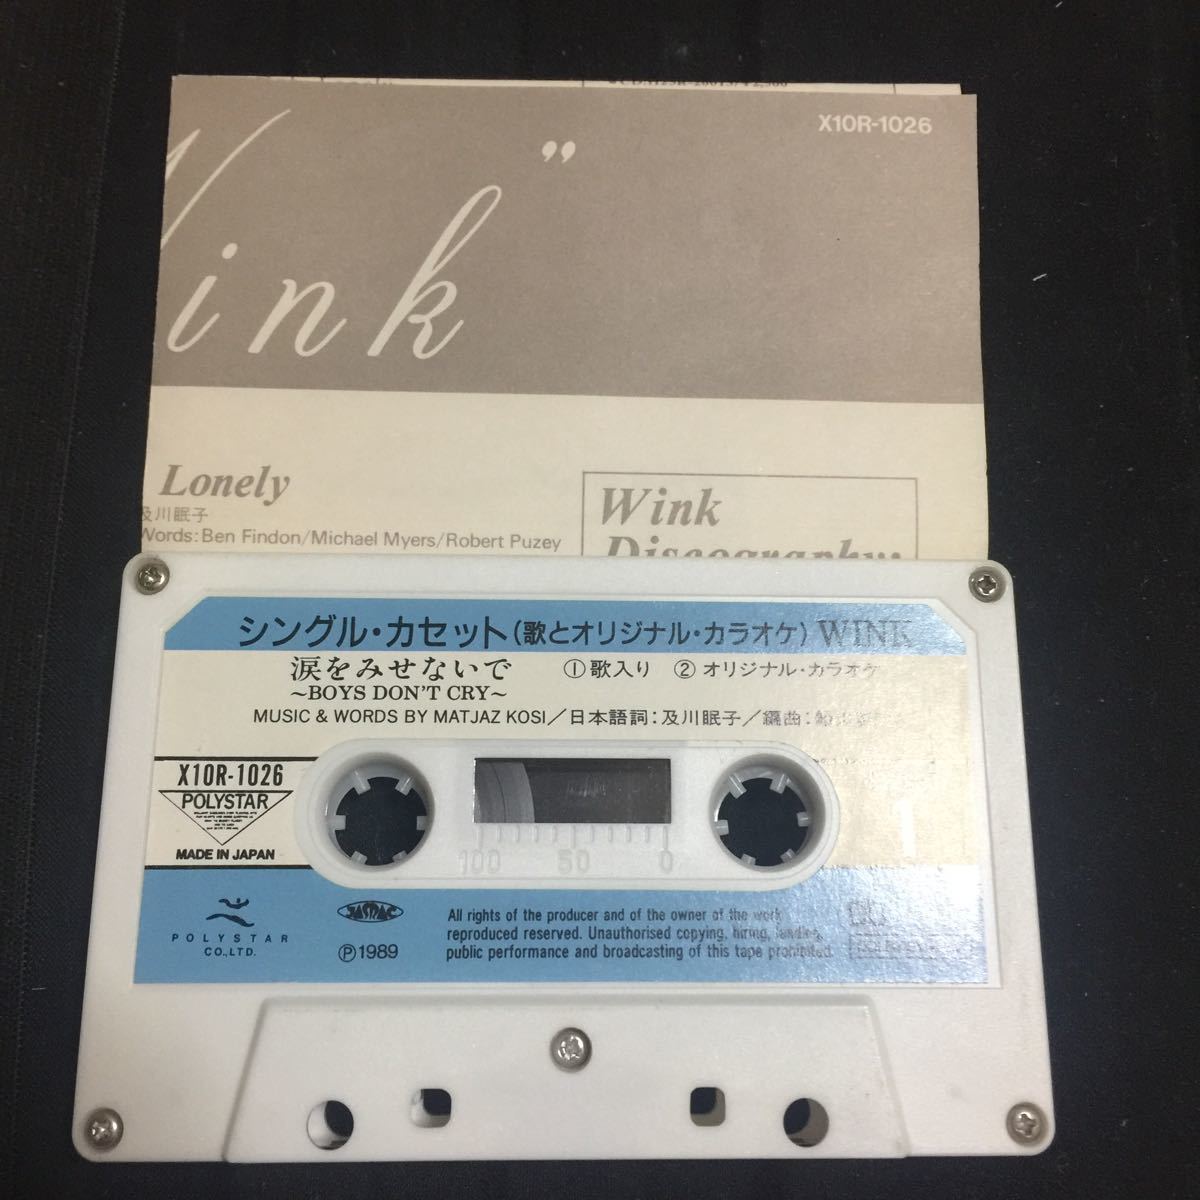 X10R-1026
Wink”
Lonely
及川眠子
Words: Ben Findon/Michael Myers/Robert Puzey
Wink
Discography:
シングル・カセット(歌とオリジナル・カラオケ) WINK
涙をみせないで ①歌入り ②オリジナル・カラオケ
~BOYS DON'T CRY~
MUSIC & WORDS BY MATJAZ KOSI/日本語詞:及川眠子/編曲:
X10R-1026
POLYSTAR
MADE IN JAPAN
100 50 0
POLYSTAR
CO.,LTD.
JASRAC
Ⓟ1989
All rights of the producer and of the owner of the work
reproduced reserved. Unauthorised copying, hiring, lending,
public performance and broadcasting of this tape prohibited.